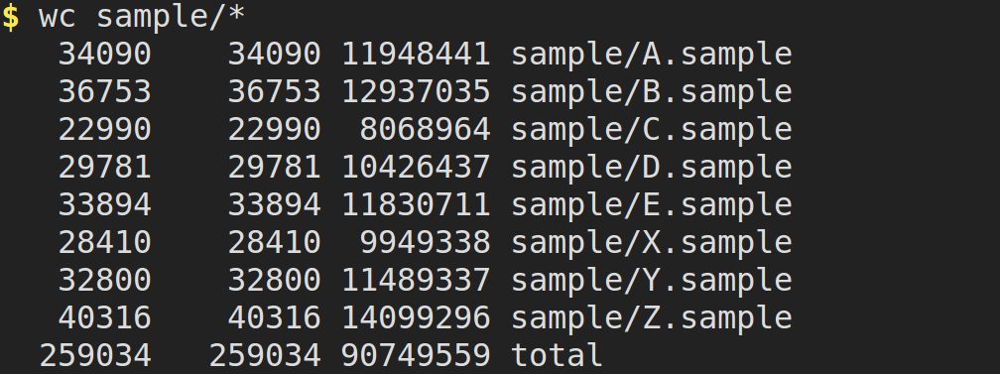 $ wc sample/*
34090 34090 11948441 sample/A.sample
36753 36753 12937035 sample/B.sample
22990 22990 8068964 sample/C.sample
29781 29781 10426437 sample/D.sample
33894 33894 11830711 sample/E.sample
28410 28410 9949338 sample/X.sample
32800 32800 11489337 sample/Y.sample
40316 40316 14099296 sample/Z.sample
259034 259034 90749559 total